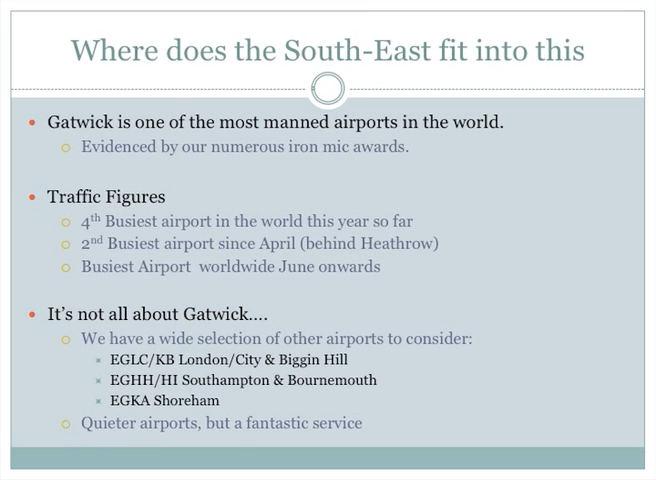 Where does the South-East fit into this
Gatwick is one of the most manned airports in the world.
Evidenced by our numerous iron mic awards.
Traffic Figures
4th Busiest airport in the world this year so far
2nd Busiest airport since April (behind Heathrow)
Busiest Airport worldwide June onwards
It's not all about Gatwick....
We have a wide selection of other airports to consider:
EGLC/KB London/City & Biggin Hill
EGHH/HI Southampton & Bournemouth
EGKA Shoreham
Quieter airports, but a fantastic service